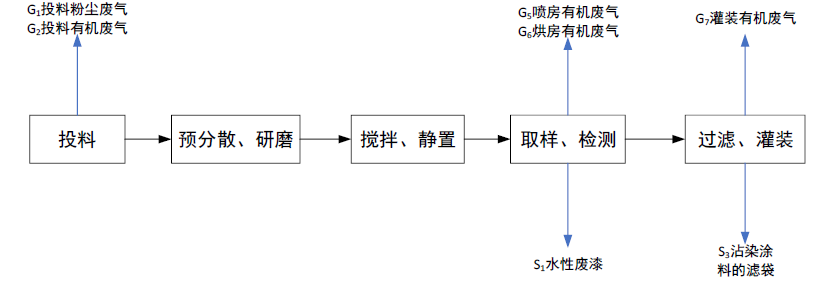 G₁投料粉尘废气
G₂投料有机废气
G₅喷房有机废气
G₆烘房有机废气
G₇灌装有机废气
投料
预分散、研磨
搅拌、静置
取样、检测
过滤、灌装
S₁水性废漆
S₃沾染涂
料的滤袋